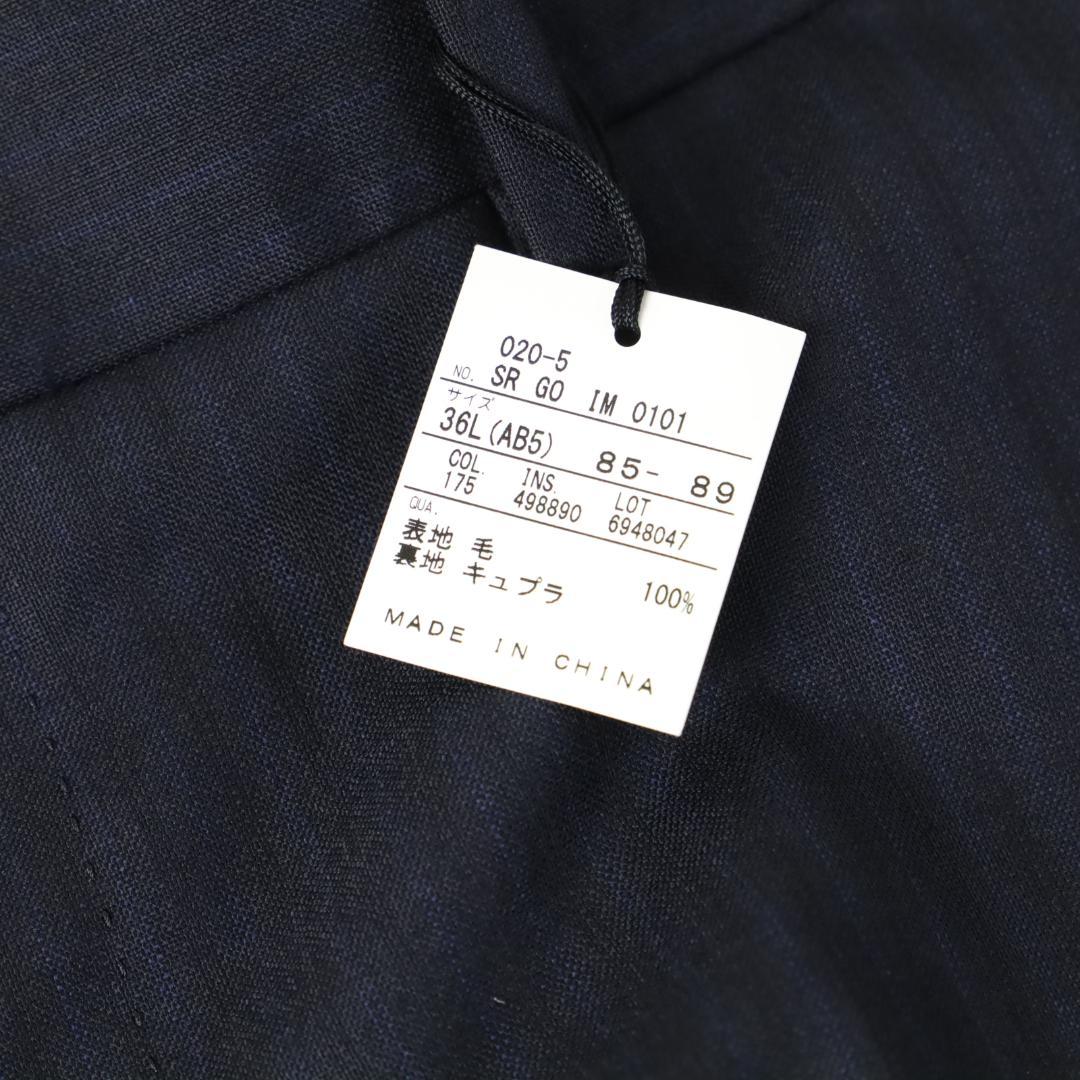 020-5
NO. SR GO IM 0101
サイズ
36L(AB5) 85- 89
COL. INS. LOT
175 498890 6948047
QUA.
表地 毛
裏地 キュプラ 100%
MADE IN CHINA